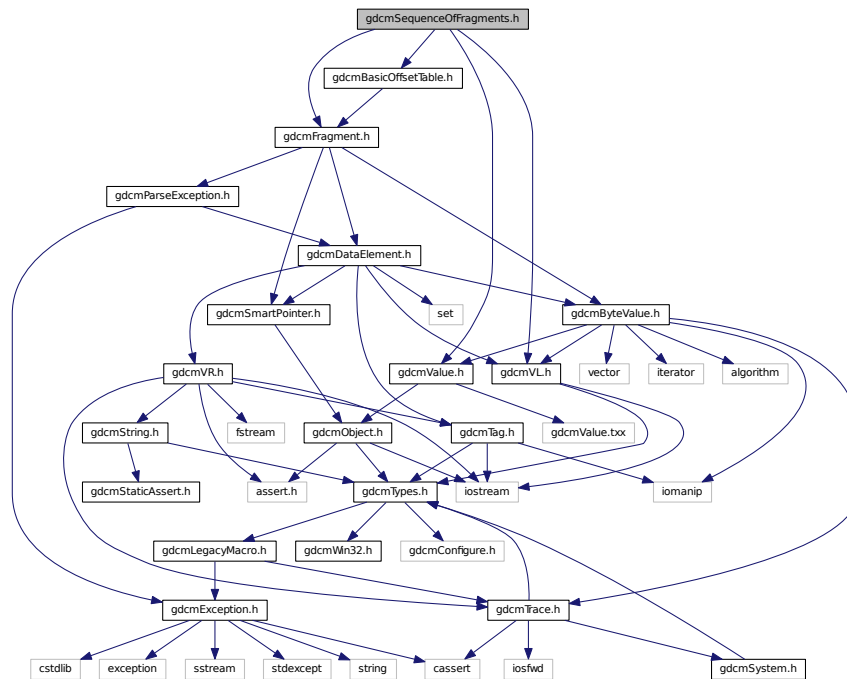 gdcmSequenceOfFragments.h
gdcmBasicOffsetTable.h
gdcmFragment.h
gdcmParseException.h
gdcmDataElement.h
gdcmSmartPointer.h
set
gdcmByteValue.h
gdcmVR.h
gdcmValue.h
gdcmVL.h
vector
iterator
algorithm
gdcmString.h
fstream
gdcmObject.h
gdcmTag.h
gdcmValue.txx
gdcmStaticAssert.h
assert.h
gdcmTypes.h
iostream
iomanip
gdcmLegacyMacro.h
gdcmWin32.h
gdcmConfigure.h
gdcmException.h
gdcmTrace.h
cstdlib
exception
sstream
stdexcept
string
cassert
iosfwd
gdcmSystem.h